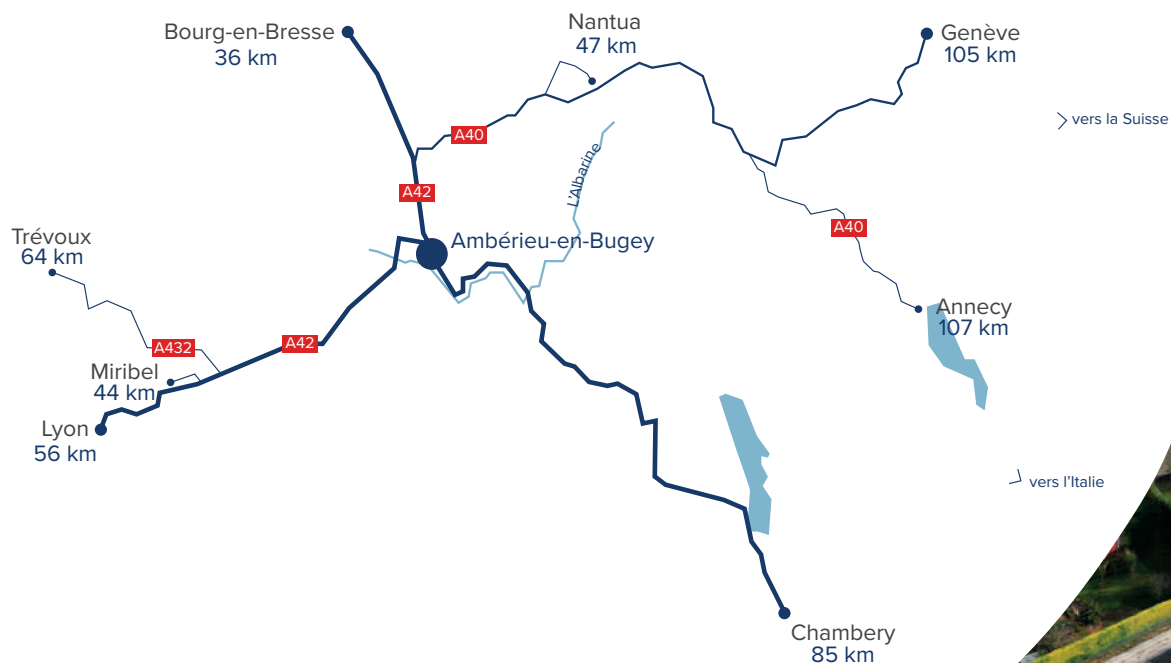 Bourg-en-Bresse
36 km
Nantua
47 km
Genève
105 km
vers la Suisse
A40
A42
L'Albarine
Ambérieu-en-Bugey
A40
Trévoux
64 km
Annecy
107 km
A432
A42
Miribel
44 km
Lyon
56 km
vers l'Italie
Chambery
85 km